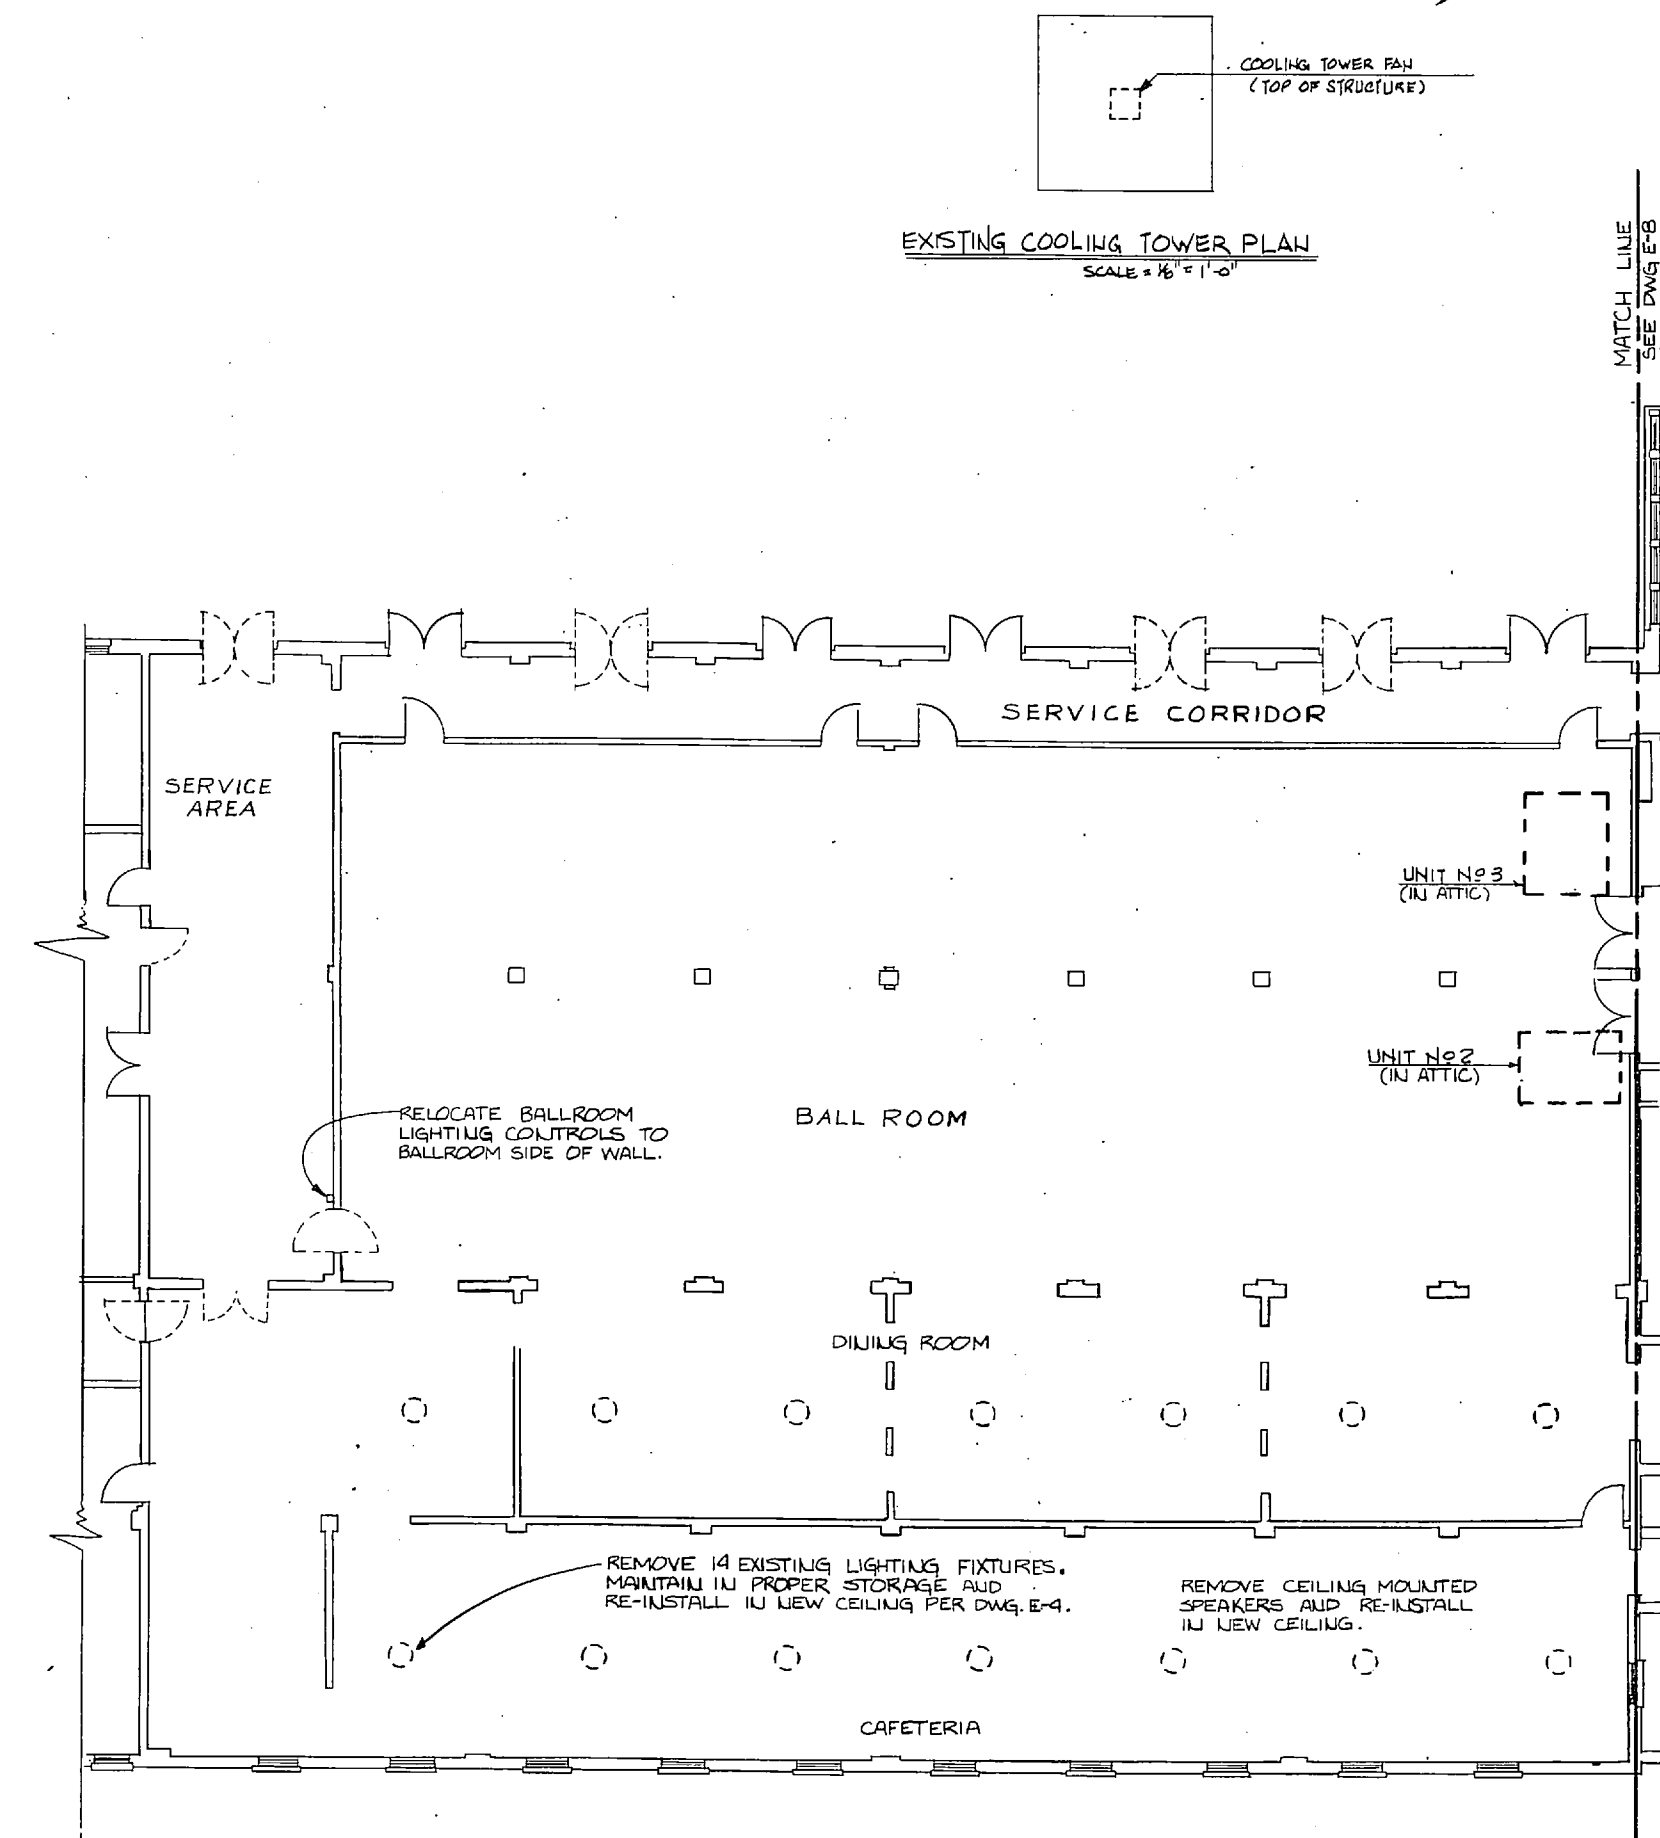 COOLING TOWER FAN
(TOP OF STRUCTURE)
EXISTING COOLING TOWER PLAN
SCALE = 1/8" = 1'-0"
MATCH LINE
SEE DWG E-8
SERVICE CORRIDOR
SERVICE
AREA
UNIT No 3
(IN ATTIC)
UNIT No 2
(IN ATTIC)
RELOCATE BALLROOM
LIGHTING CONTROLS TO
BALLROOM SIDE OF WALL.
BALL ROOM
DINING ROOM
REMOVE 14 EXISTING LIGHTING FIXTURES.
MAINTAIN IN PROPER STORAGE AND
RE-INSTALL IN NEW CEILING PER DWG. E-4.
REMOVE CEILING MOUNTED
SPEAKERS AND RE-INSTALL
IN NEW CEILING.
CAFETERIA